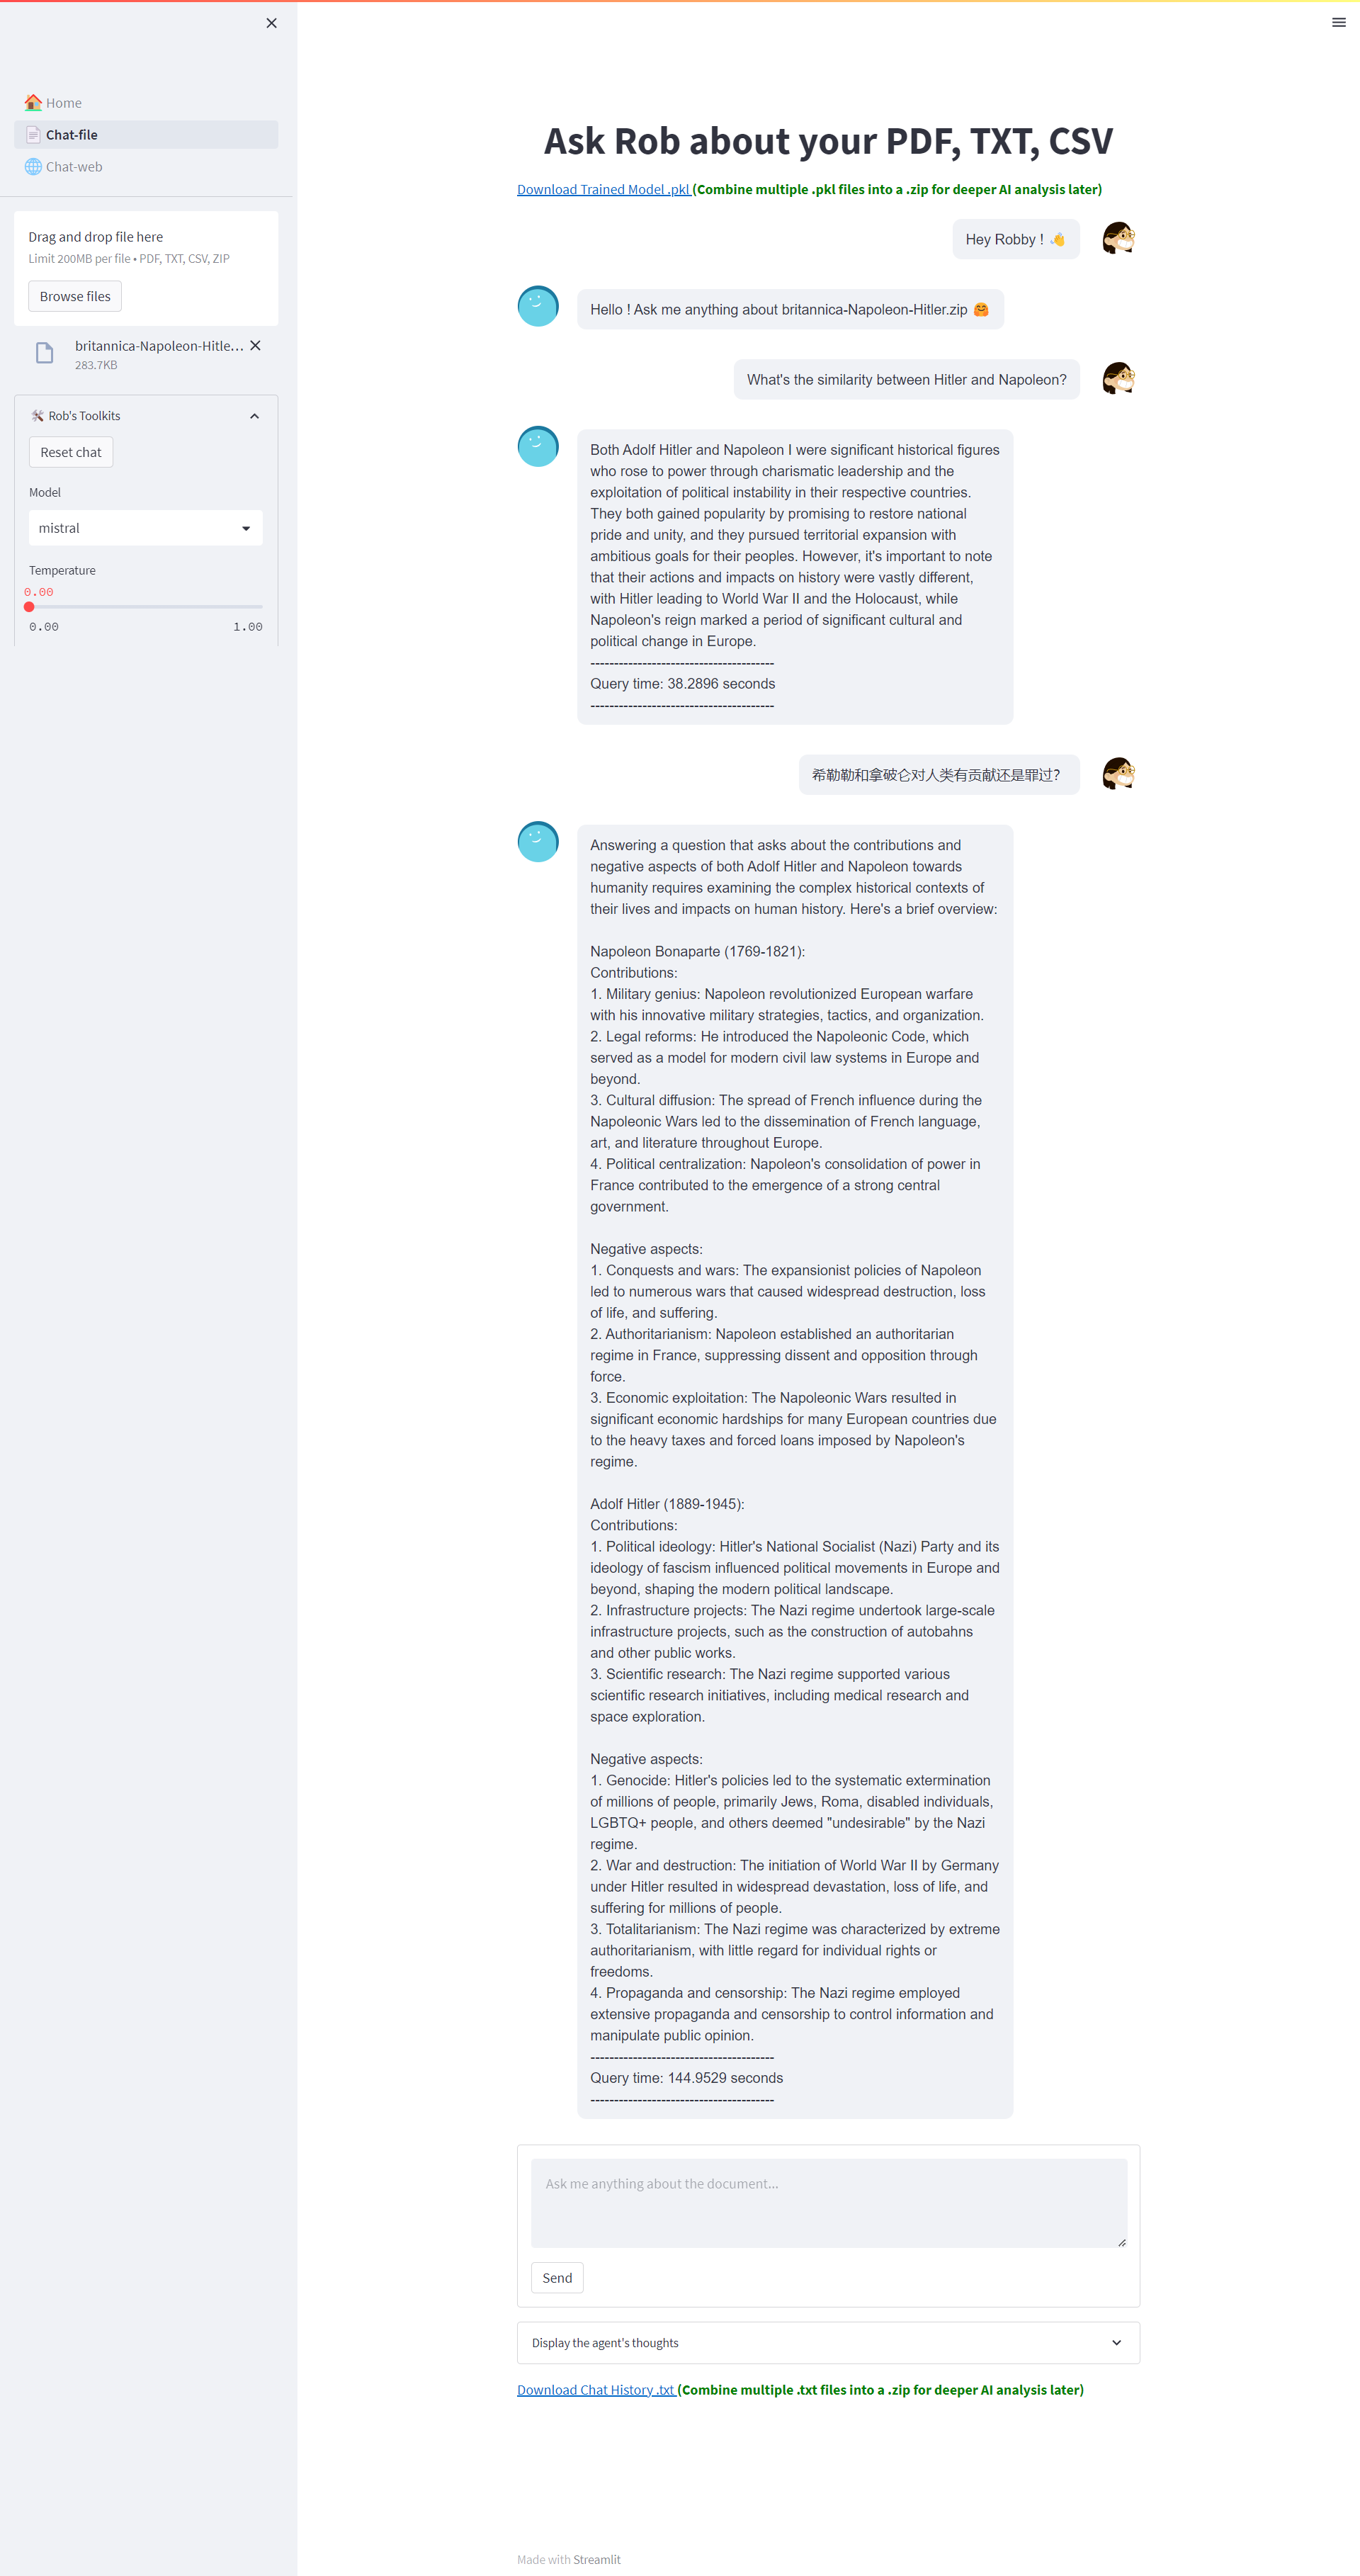 Home
Chat-file
Chat-web
Drag and drop file here
Limit 200MB per file • PDF, TXT, CSV, ZIP
Browse files
britannica-Napoleon-Hitle...
283.7KB
Rob's Toolkits
Reset chat
Model
mistral
Temperature
0.00
0.00 1.00
Ask Rob about your PDF, TXT, CSV
Download Trained Model .pkl (Combine multiple .pkl files into a .zip for deeper AI analysis later)
Hey Robby ! 👋
Hello ! Ask me anything about britannica-Napoleon-Hitler.zip 🤗
What's the similarity between Hitler and Napoleon?
Both Adolf Hitler and Napoleon I were significant historical figures
who rose to power through charismatic leadership and the
exploitation of political instability in their respective countries.
They both gained popularity by promising to restore national
pride and unity, and they pursued territorial expansion with
ambitious goals for their peoples. However, it's important to note
that their actions and impacts on history were vastly different,
with Hitler leading to World War II and the Holocaust, while
Napoleon's reign marked a period of significant cultural and
political change in Europe.
---------------------------------------
Query time: 38.2896 seconds
---------------------------------------
希勒勒和拿破仑对人类有贡献还是罪过?
Answering a question that asks about the contributions and
negative aspects of both Adolf Hitler and Napoleon towards
humanity requires examining the complex historical contexts of
their lives and impacts on human history. Here's a brief overview:
Napoleon Bonaparte (1769-1821):
Contributions:
1. Military genius: Napoleon revolutionized European warfare
with his innovative military strategies, tactics, and organization.
2. Legal reforms: He introduced the Napoleonic Code, which
served as a model for modern civil law systems in Europe and
beyond.
3. Cultural diffusion: The spread of French influence during the
Napoleonic Wars led to the dissemination of French language,
art, and literature throughout Europe.
4. Political centralization: Napoleon's consolidation of power in
France contributed to the emergence of a strong central
government.
Negative aspects:
1. Conquests and wars: The expansionist policies of Napoleon
led to numerous wars that caused widespread destruction, loss
of life, and suffering.
2. Authoritarianism: Napoleon established an authoritarian
regime in France, suppressing dissent and opposition through
force.
3. Economic exploitation: The Napoleonic Wars resulted in
significant economic hardships for many European countries due
to the heavy taxes and forced loans imposed by Napoleon's
regime.
Adolf Hitler (1889-1945):
Contributions:
1. Political ideology: Hitler's National Socialist (Nazi) Party and its
ideology of fascism influenced political movements in Europe and
beyond, shaping the modern political landscape.
2. Infrastructure projects: The Nazi regime undertook large-scale
infrastructure projects, such as the construction of autobahns
and other public works.
3. Scientific research: The Nazi regime supported various
scientific research initiatives, including medical research and
space exploration.
Negative aspects:
1. Genocide: Hitler's policies led to the systematic extermination
of millions of people, primarily Jews, Roma, disabled individuals,
LGBTQ+ people, and others deemed "undesirable" by the Nazi
regime.
2. War and destruction: The initiation of World War II by Germany
under Hitler resulted in widespread devastation, loss of life, and
suffering for millions of people.
3. Totalitarianism: The Nazi regime was characterized by extreme
authoritarianism, with little regard for individual rights or
freedoms.
4. Propaganda and censorship: The Nazi regime employed
extensive propaganda and censorship to control information and
manipulate public opinion.
---------------------------------------
Query time: 144.9529 seconds
---------------------------------------
Ask me anything about the document...
Send
Display the agent's thoughts
Download Chat History .txt (Combine multiple .txt files into a .zip for deeper AI analysis later)
Made with Streamlit